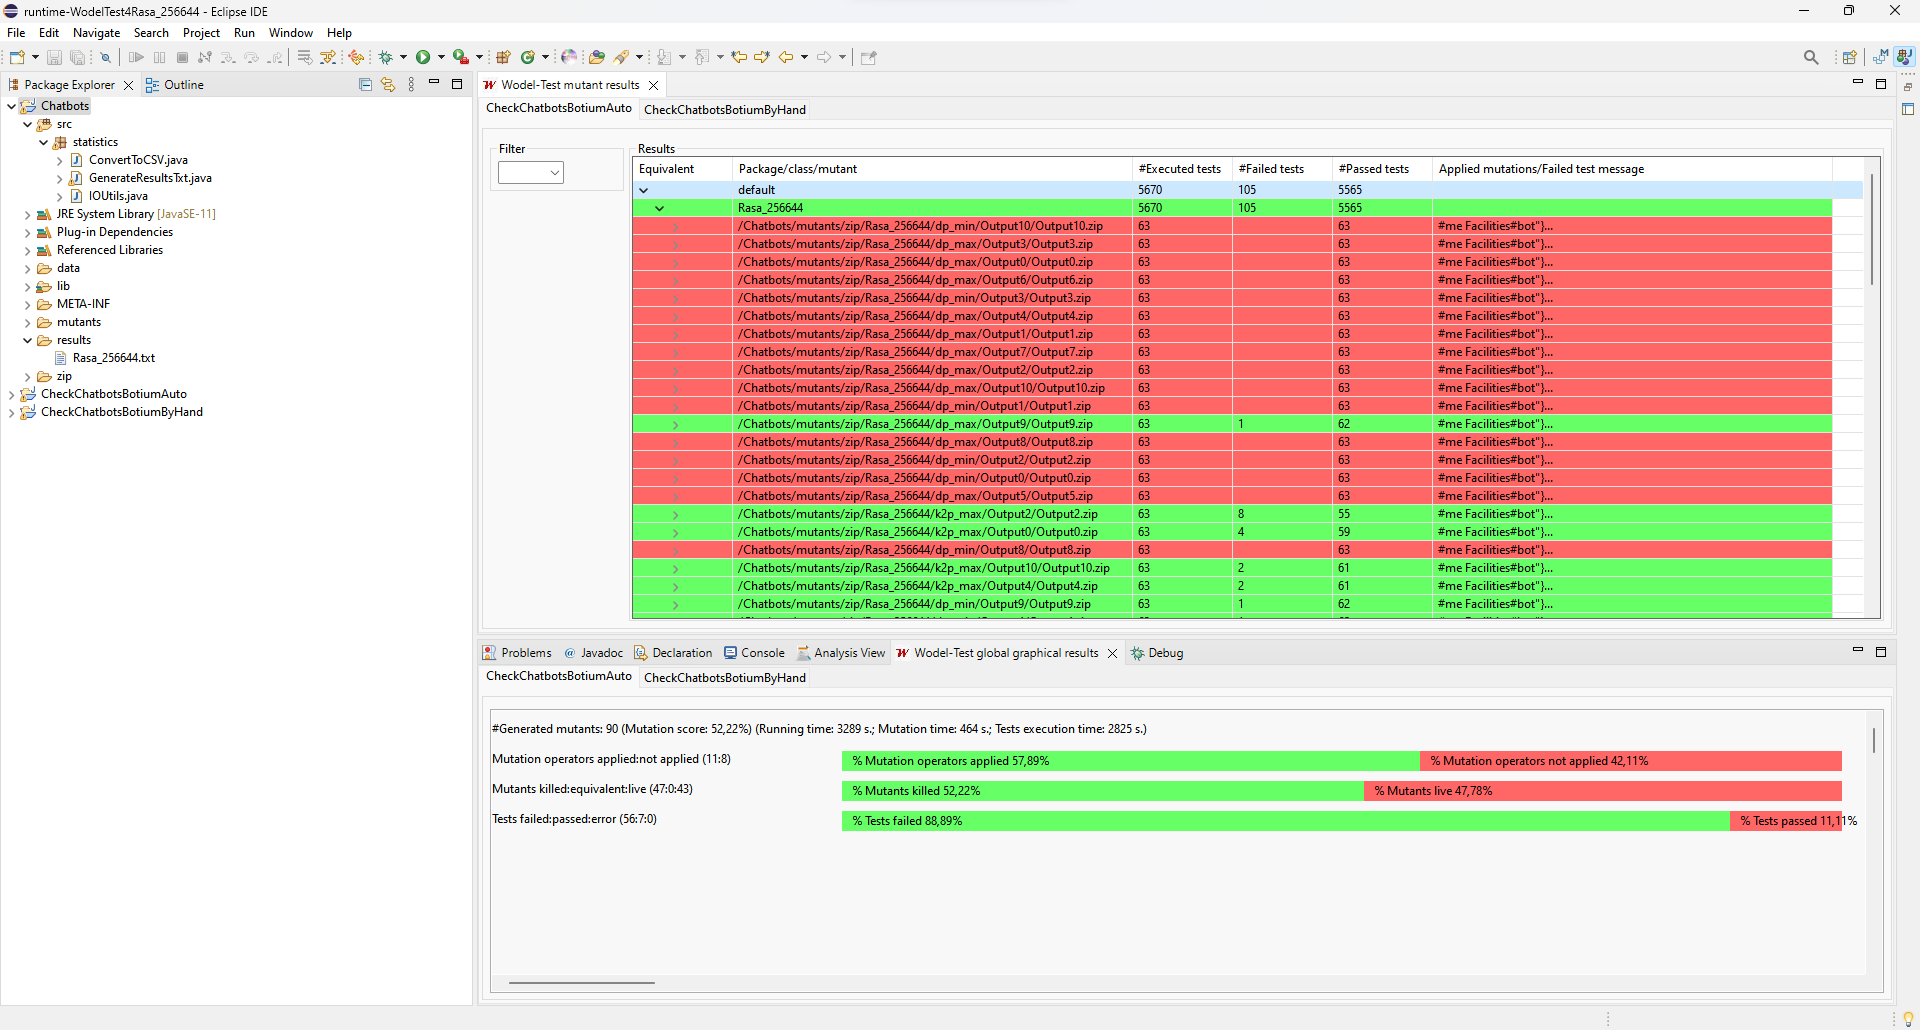 runtime-WodelTest4Rasa_256644 - Eclipse IDE
File Edit Navigate Search Project Run Window Help
Package Explorer Outline
Chatbots
src
statistics
ConvertToCSV.java
GenerateResultsTxt.java
IOUtils.java
JRE System Library [JavaSE-11]
Plug-in Dependencies
Referenced Libraries
data
lib
META-INF
mutants
results
Rasa_256644.txt
zip
CheckChatbotsBotiumAuto
CheckChatbotsBotiumByHand
Wodel-Test mutant results
CheckChatbotsBotiumAuto CheckChatbotsBotiumByHand
Filter
Results
Equivalent Package/class/mutant #Executed tests #Failed tests #Passed tests Applied mutations/Failed test message
default 5670 105 5565
Rasa_256644 5670 105 5565
/Chatbots/mutants/zip/Rasa_256644/dp_min/Output10/Output10.zip 63 63 #me Facilities#bot"}...
/Chatbots/mutants/zip/Rasa_256644/dp_max/Output3/Output3.zip 63 63 #me Facilities#bot"}...
/Chatbots/mutants/zip/Rasa_256644/dp_max/Output0/Output0.zip 63 63 #me Facilities#bot"}...
/Chatbots/mutants/zip/Rasa_256644/dp_max/Output6/Output6.zip 63 63 #me Facilities#bot"}...
/Chatbots/mutants/zip/Rasa_256644/dp_min/Output3/Output3.zip 63 63 #me Facilities#bot"}...
/Chatbots/mutants/zip/Rasa_256644/dp_max/Output4/Output4.zip 63 63 #me Facilities#bot"}...
/Chatbots/mutants/zip/Rasa_256644/dp_max/Output1/Output1.zip 63 63 #me Facilities#bot"}...
/Chatbots/mutants/zip/Rasa_256644/dp_max/Output7/Output7.zip 63 63 #me Facilities#bot"}...
/Chatbots/mutants/zip/Rasa_256644/dp_max/Output2/Output2.zip 63 63 #me Facilities#bot"}...
/Chatbots/mutants/zip/Rasa_256644/dp_max/Output10/Output10.zip 63 63 #me Facilities#bot"}...
/Chatbots/mutants/zip/Rasa_256644/dp_min/Output1/Output1.zip 63 63 #me Facilities#bot"}...
/Chatbots/mutants/zip/Rasa_256644/dp_max/Output9/Output9.zip 63 1 62 #me Facilities#bot"}...
/Chatbots/mutants/zip/Rasa_256644/dp_max/Output8/Output8.zip 63 63 #me Facilities#bot"}...
/Chatbots/mutants/zip/Rasa_256644/dp_min/Output2/Output2.zip 63 63 #me Facilities#bot"}...
/Chatbots/mutants/zip/Rasa_256644/dp_min/Output0/Output0.zip 63 63 #me Facilities#bot"}...
/Chatbots/mutants/zip/Rasa_256644/dp_max/Output5/Output5.zip 63 63 #me Facilities#bot"}...
/Chatbots/mutants/zip/Rasa_256644/k2p_max/Output2/Output2.zip 63 8 55 #me Facilities#bot"}...
/Chatbots/mutants/zip/Rasa_256644/k2p_max/Output0/Output0.zip 63 4 59 #me Facilities#bot"}...
/Chatbots/mutants/zip/Rasa_256644/dp_min/Output8/Output8.zip 63 63 #me Facilities#bot"}...
/Chatbots/mutants/zip/Rasa_256644/k2p_max/Output10/Output10.zip 63 2 61 #me Facilities#bot"}...
/Chatbots/mutants/zip/Rasa_256644/k2p_max/Output4/Output4.zip 63 2 61 #me Facilities#bot"}...
/Chatbots/mutants/zip/Rasa_256644/dp_min/Output9/Output9.zip 63 1 62 #me Facilities#bot"}...
Problems Javadoc Declaration Console Analysis View Wodel-Test global graphical results Debug
CheckChatbotsBotiumAuto CheckChatbotsBotiumByHand
#Generated mutants: 90 (Mutation score: 52,22%) (Running time: 3289 s.; Mutation time: 464 s.; Tests execution time: 2825 s.)
Mutation operators applied:not applied (11:8) % Mutation operators applied 57,89% % Mutation operators not applied 42,11%
Mutants killed:equivalent:live (47:0:43) % Mutants killed 52,22% % Mutants live 47,78%
Tests failed:passed:error (56:7:0) % Tests failed 88,89% % Tests passed 11,11%